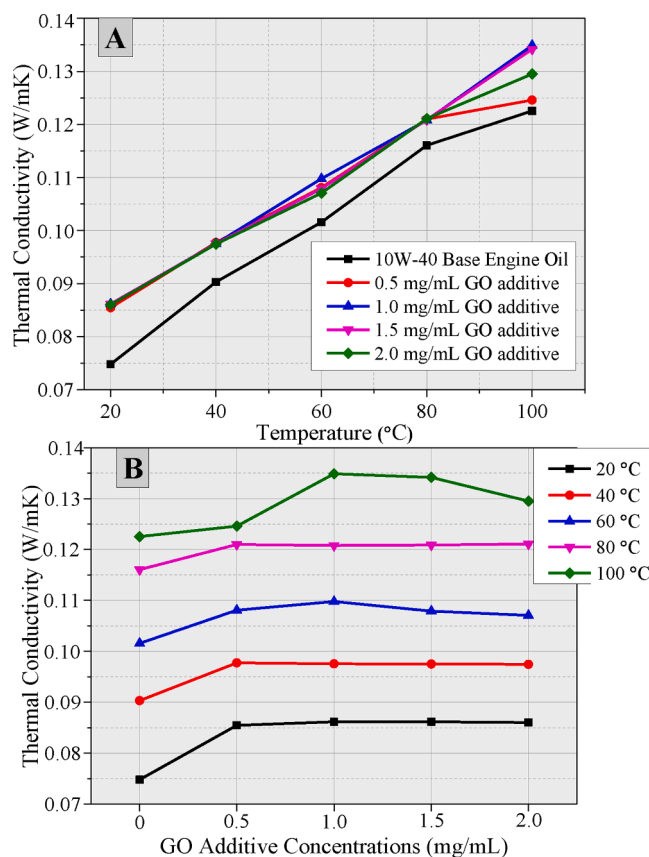 A
0.14
0.13
0.12
0.11
0.10
0.09
0.08
0.07
Thermal Conductivity (W/mK)
10W-40 Base Engine Oil
0.5 mg/mL GO additive
1.0 mg/mL GO additive
1.5 mg/mL GO additive
2.0 mg/mL GO additive
20 40 60 80 100
Temperature (°C)
B
0.14
0.13
0.12
0.11
0.10
0.09
0.08
0.07
Thermal Conductivity (W/mK)
20 °C
40 °C
60 °C
80 °C
100 °C
0 0.5 1.0 1.5 2.0
GO Additive Concentrations (mg/mL)